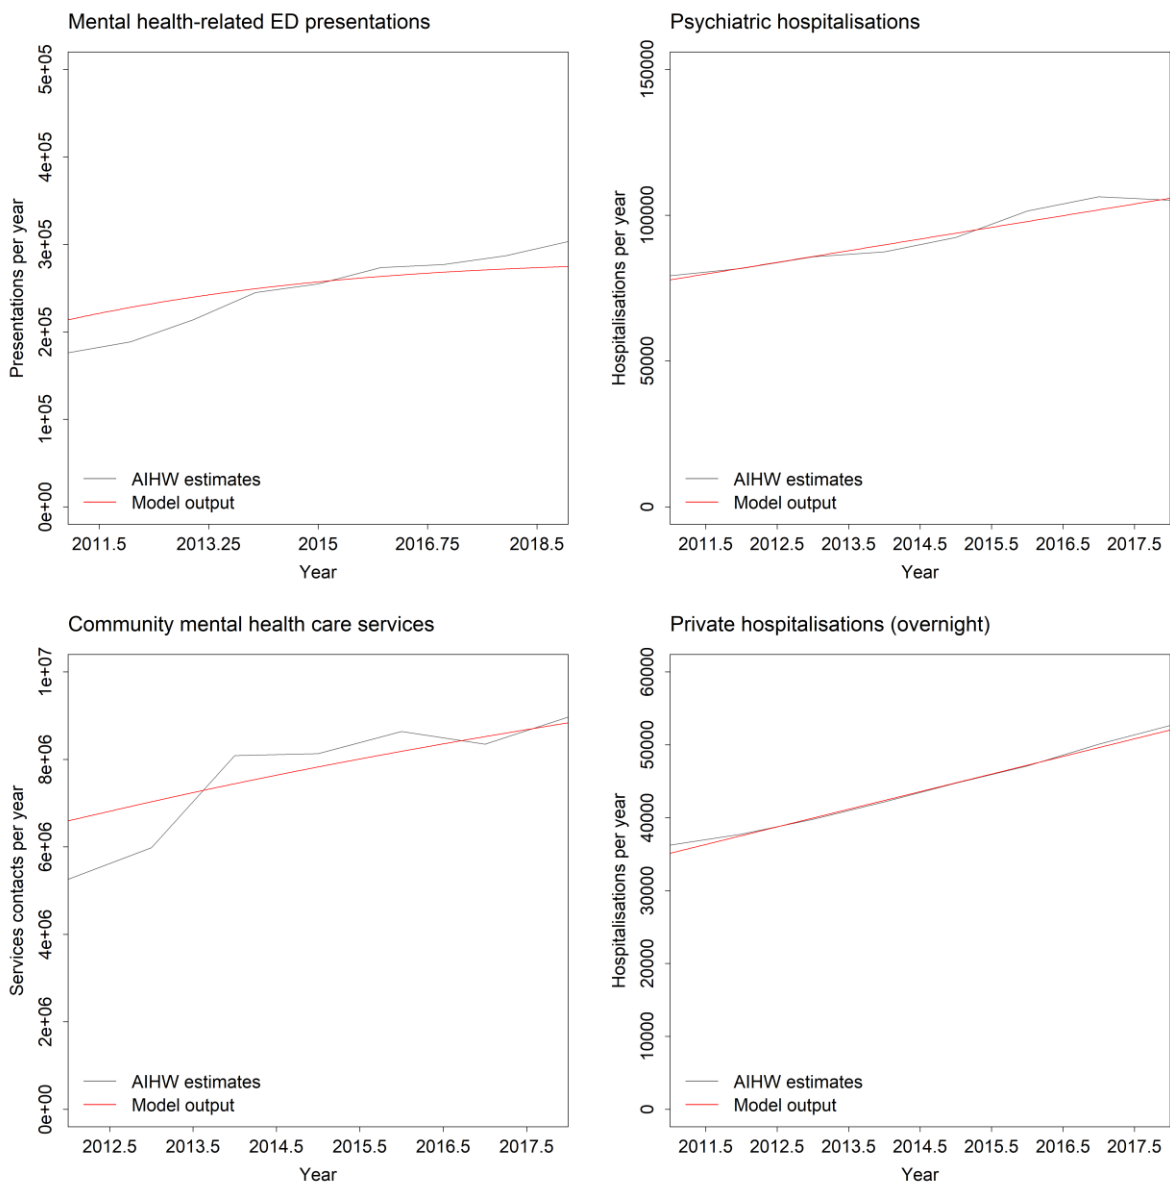 Mental health-related ED presentations
Presentations per year
5e+05
4e+05
3e+05
2e+05
1e+05
0e+00
AIHW estimates
Model output
2011.5 2013.25 2015 2016.75 2018.5
Year
Psychiatric hospitalisations
Hospitalisations per year
150000
100000
50000
0
AIHW estimates
Model output
2011.5 2012.5 2013.5 2014.5 2015.5 2016.5 2017.5
Year
Community mental health care services
Services contacts per year
1e+07
8e+06
6e+06
4e+06
2e+06
0e+00
AIHW estimates
Model output
2012.5 2013.5 2014.5 2015.5 2016.5 2017.5
Year
Private hospitalisations (overnight)
Hospitalisations per year
60000
50000
40000
30000
20000
10000
0
AIHW estimates
Model output
2011.5 2012.5 2013.5 2014.5 2015.5 2016.5 2017.5
Year